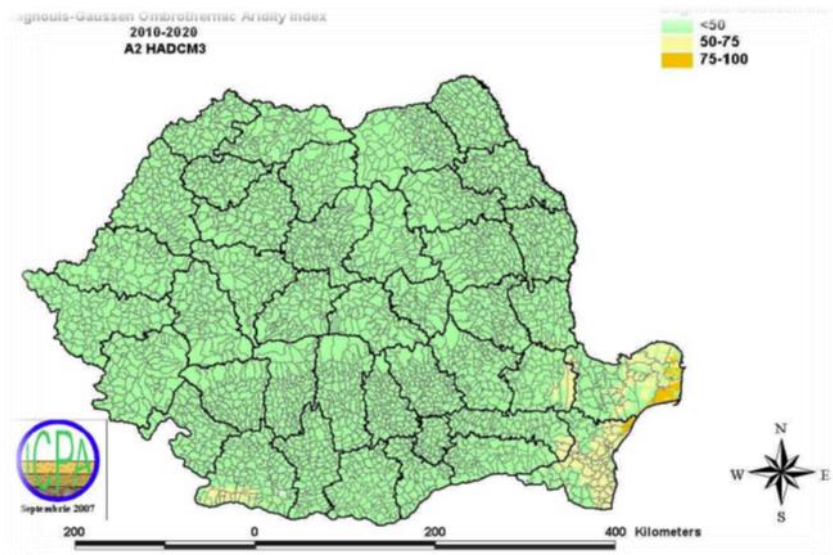 Ombrothermic Aridity Index
2010-2020
A2 HADCM3
<50
50-75
75-100
ICPA
Septembrie 2007
N
W E
S
200 0 200 400 Kilometers